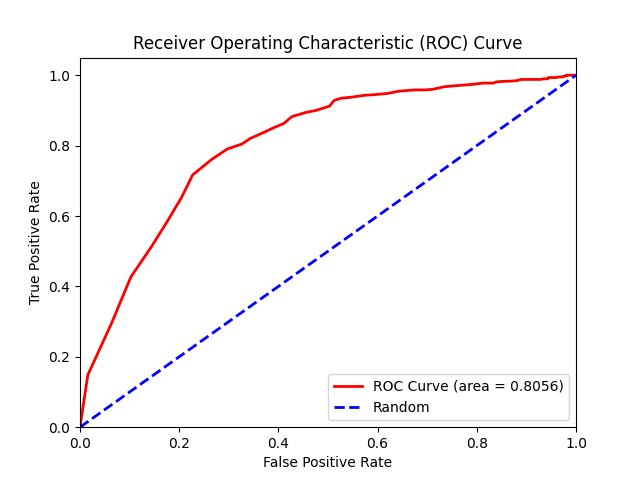 Receiver Operating Characteristic (ROC) Curve
True Positive Rate
1.0
0.8
0.6
0.4
0.2
0.0
0.0 0.2 0.4 0.6 0.8 1.0
False Positive Rate
ROC Curve (area = 0.8056)
Random